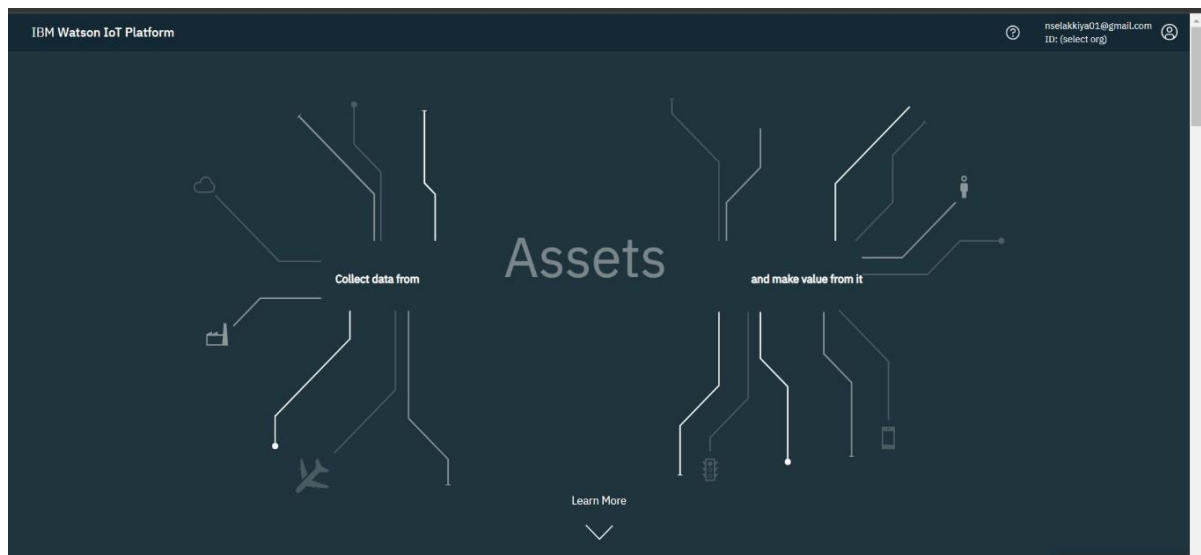 IBM Watson IoT Platform
nselakkiya01@gmail.com
ID: (select org)
Assets
Collect data from
and make value from it
Learn More